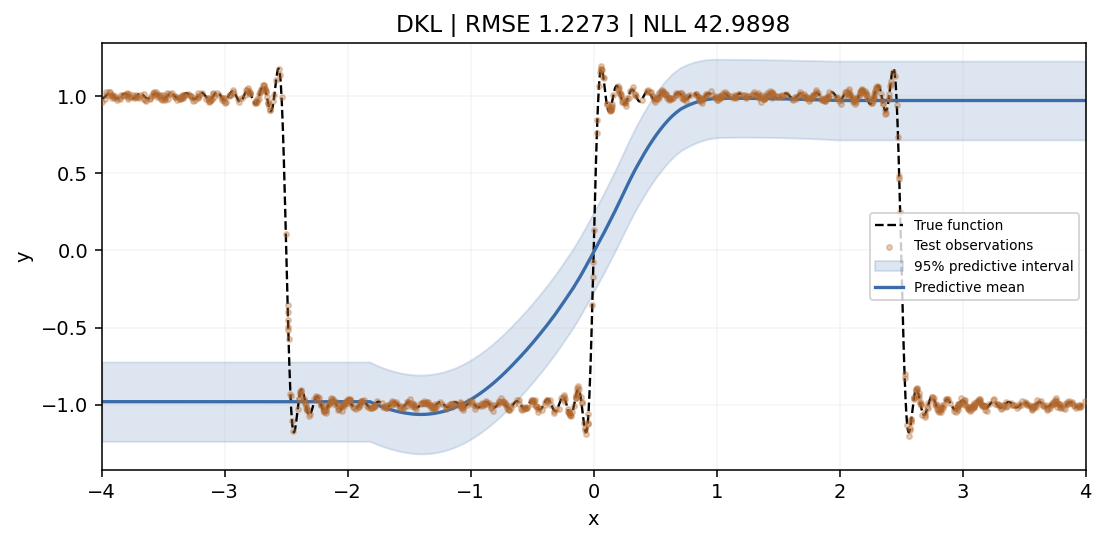 DKL | RMSE 1.2273 | NLL 42.9898
1.0
0.5
0.0
−0.5
−1.0
y
True function
Test observations
95% predictive interval
Predictive mean
−4
−3
−2
−1
0
1
2
3
4
x